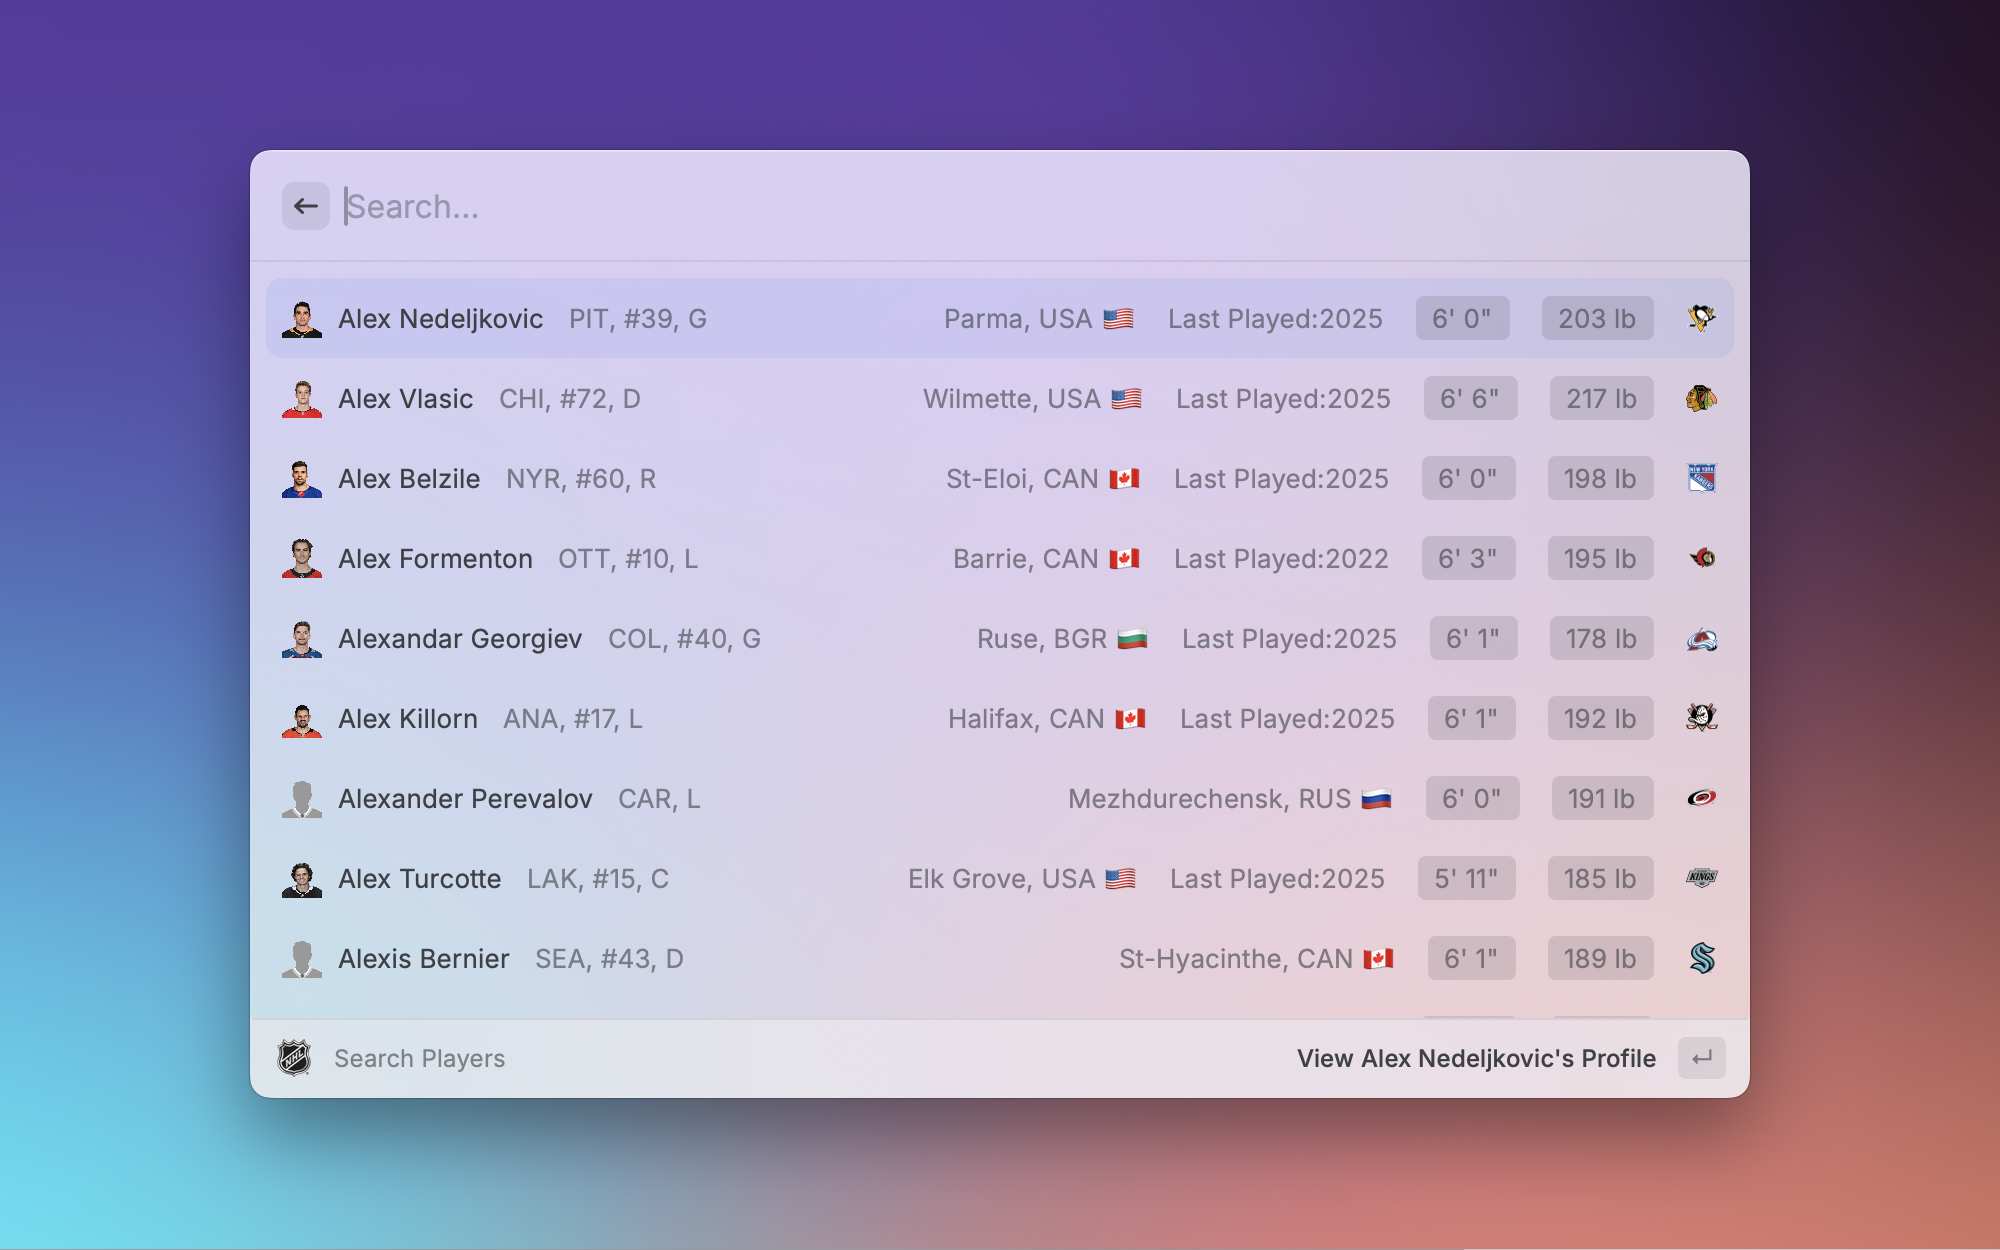 Search...
Alex Nedeljkovic PIT, #39, G Parma, USA Last Played:2025 6' 0" 203 lb
Alex Vlasic CHI, #72, D Wilmette, USA Last Played:2025 6' 6" 217 lb
Alex Belzile NYR, #60, R St-Eloi, CAN Last Played:2025 6' 0" 198 lb
NEW YORK
RANGERS
Alex Formenton OTT, #10, L Barrie, CAN Last Played:2022 6' 3" 195 lb
Alexandar Georgiev COL, #40, G Ruse, BGR Last Played:2025 6' 1" 178 lb
Alex Killorn ANA, #17, L Halifax, CAN Last Played:2025 6' 1" 192 lb
Alexander Perevalov CAR, L Mezhdurechensk, RUS 6' 0" 191 lb
Alex Turcotte LAK, #15, C Elk Grove, USA Last Played:2025 5' 11" 185 lb KINGS
Alexis Bernier SEA, #43, D St-Hyacinthe, CAN 6' 1" 189 lb
NHL Search Players View Alex Nedeljkovic's Profile